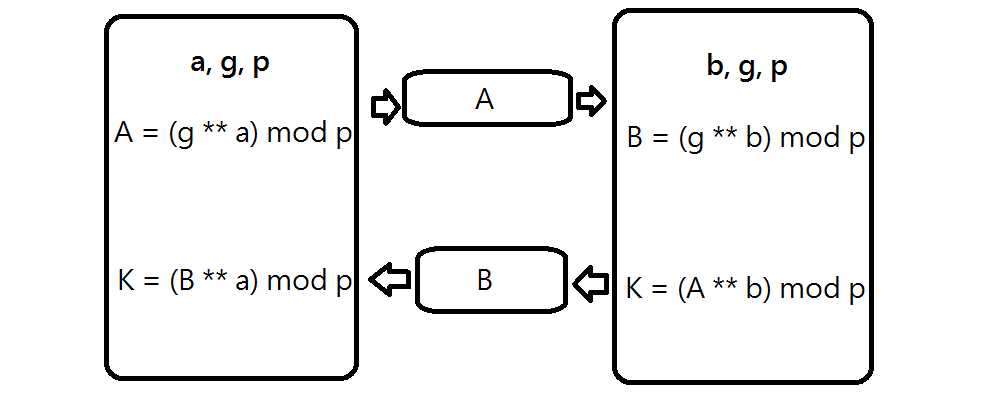 a, g, p
A = (g ** a) mod p
K = (B ** a) mod p
A
B
b, g, p
B = (g ** b) mod p
K = (A ** b) mod p